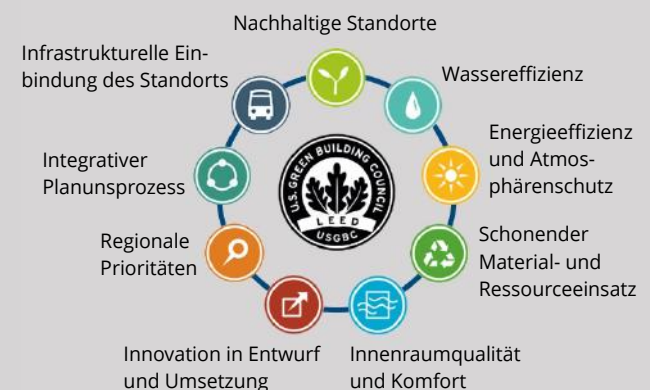 Nachhaltige Standorte
Infrastrukturelle Ein-
bindung des Standorts
Wassereffizienz
Energieeffizienz
und Atmos-
phärenschutz
Integrativer
Planunsprozess
U.S. GREEN BUILDING COUNCIL
LEED
USGBC
Regionale
Prioritäten
Schonender
Material- und
Ressourceeinsatz
Innovation in Entwurf
und Umsetzung
Innenraumqualität
und Komfort